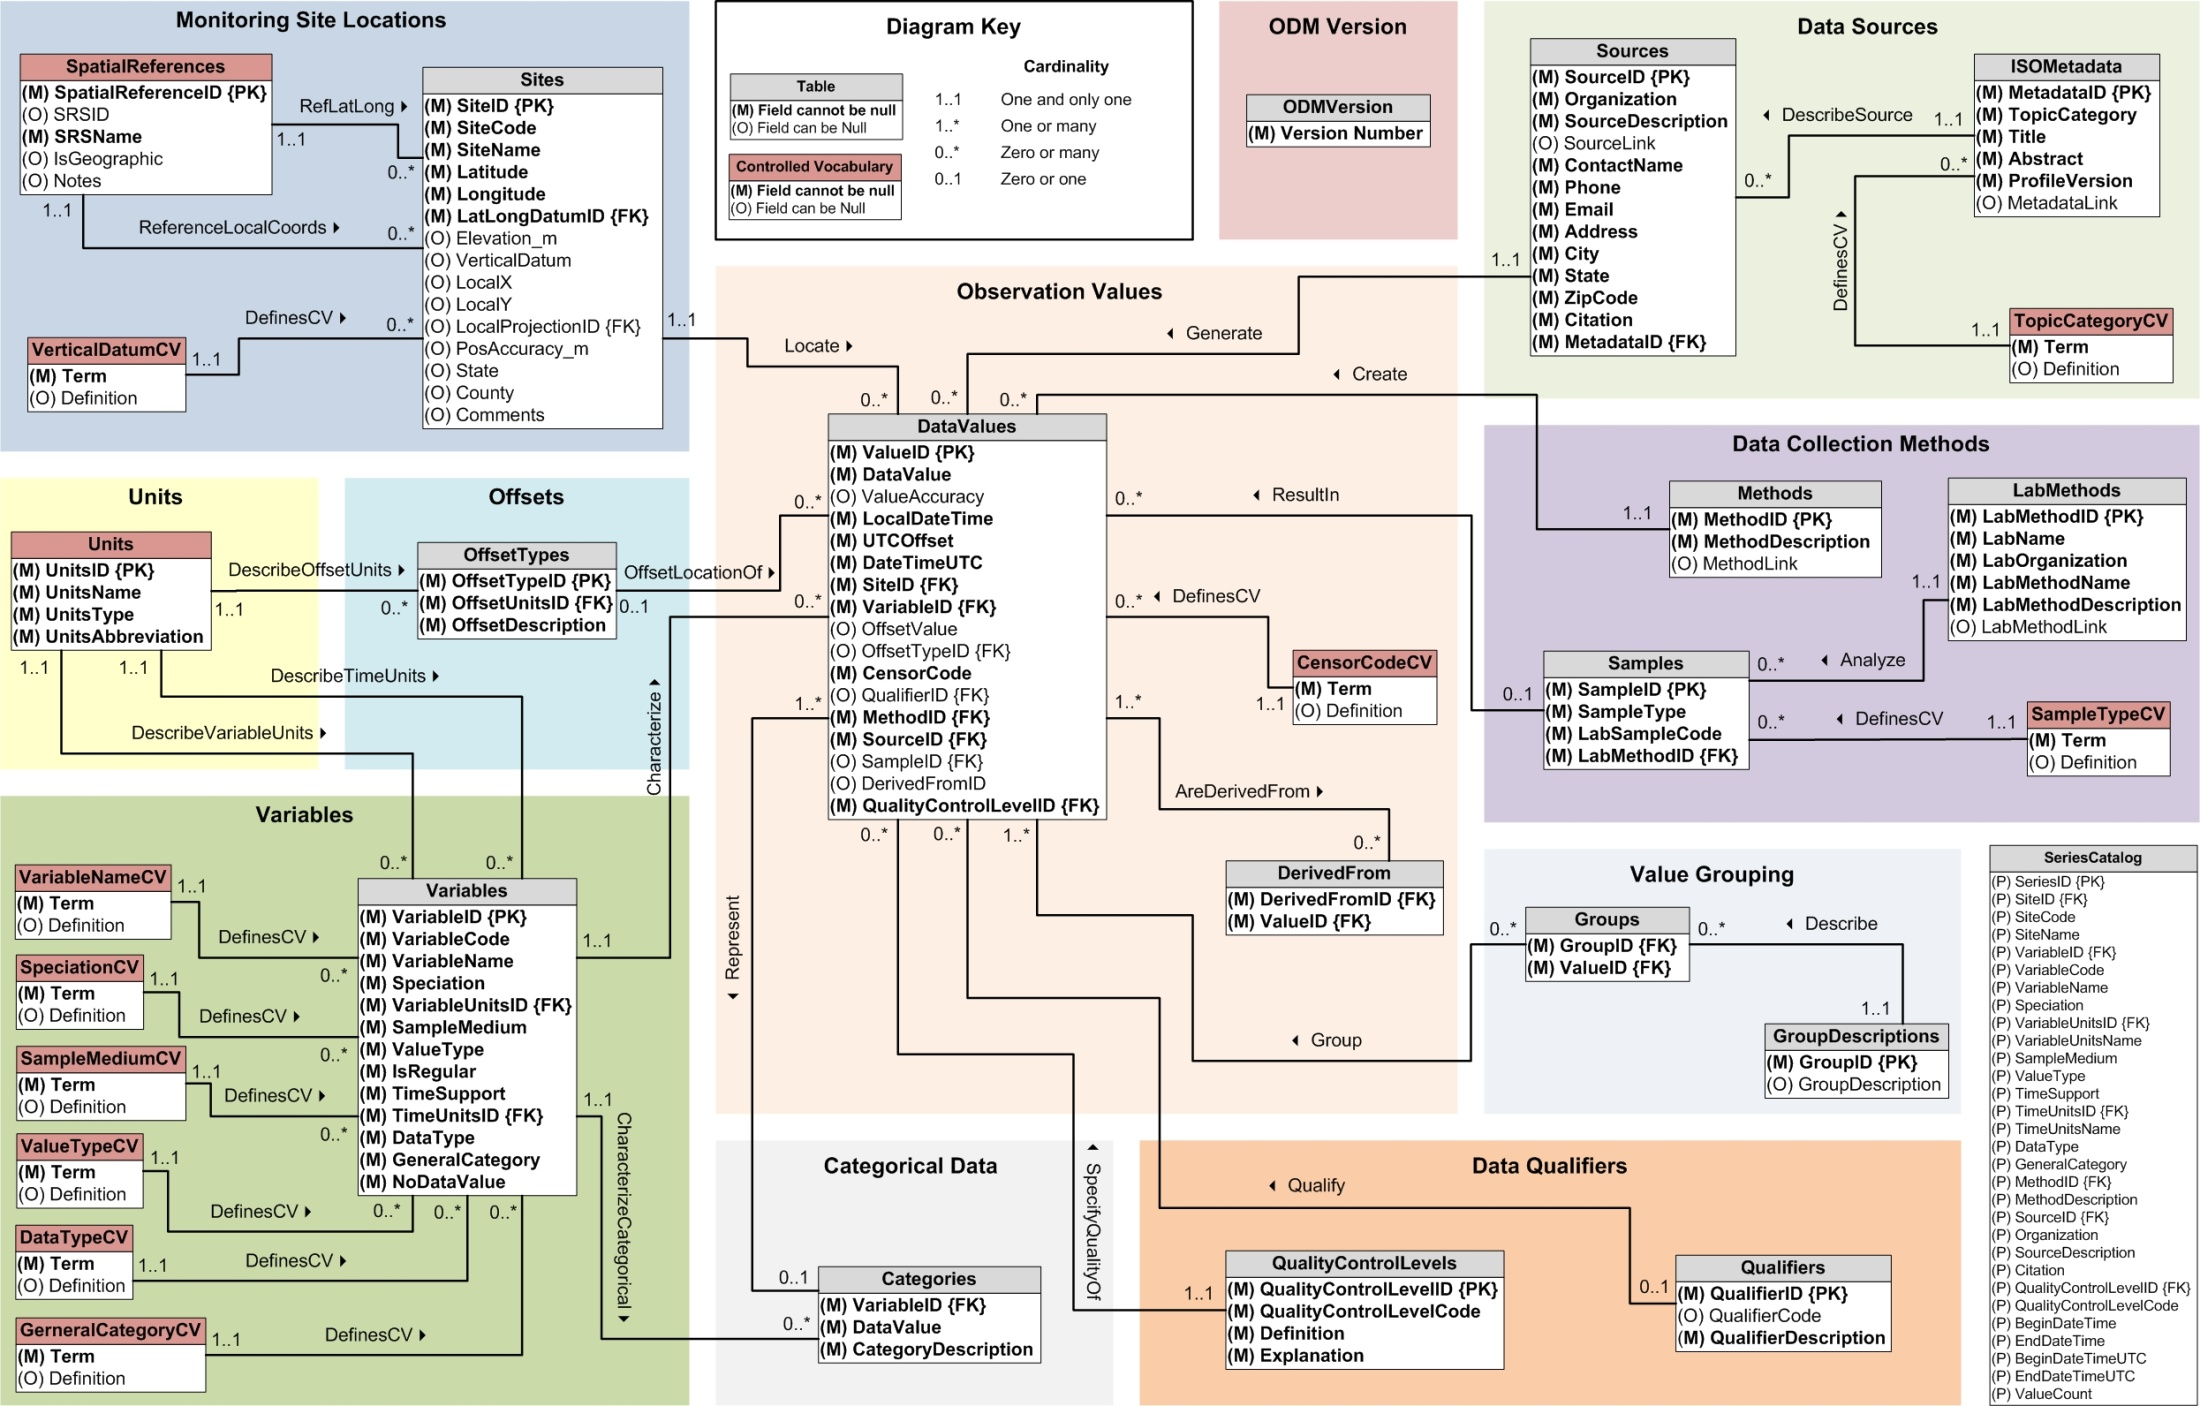 Monitoring Site Locations
SpatialReferences
(M) SpatialReferenceID {PK}
(O) SRSID
(M) SRSName
(O) IsGeographic
(O) Notes
RefLatLong
1..1
0..*
1..1
ReferenceLocalCoords
0..*
DefinesCV
0..*
VerticalDatumCV
(M) Term
(O) Definition
1..1
Sites
(M) SiteID {PK}
(M) SiteCode
(M) SiteName
(M) Latitude
(M) Longitude
(M) LatLongDatumID {FK}
(O) Elevation_m
(O) VerticalDatum
(O) LocalX
(O) LocalY
(O) LocalProjectionID {FK}
(O) PosAccuracy_m
(O) State
(O) County
(O) Comments
1..1
Diagram Key
Table
(M) Field cannot be null
(O) Field can be Null
Controlled Vocabulary
(M) Field cannot be null
(O) Field can be Null
Cardinality
1..1 One and only one
1..* One or many
0..* Zero or many
0..1 Zero or one
ODM Version
ODMVersion
(M) Version Number
Data Sources
Sources
(M) SourceID {PK}
(M) Organization
(M) SourceDescription
(O) SourceLink
(M) ContactName
(M) Phone
(M) Email
(M) Address
(M) City
(M) State
(M) ZipCode
(M) Citation
(M) MetadataID {FK}
1..1
DescribeSource
1..1
0..*
0..*
DefinesCV
1..1
ISOMetadata
(M) MetadataID {PK}
(M) TopicCategory
(M) Title
(M) Abstract
(M) ProfileVersion
(O) MetadataLink
TopicCategoryCV
(M) Term
(O) Definition
Observation Values
Locate
Generate
Create
0..*
0..*
0..*
DataValues
(M) ValueID {PK}
(M) DataValue
(O) ValueAccuracy
(M) LocalDateTime
(M) UTCOffset
(M) DateTimeUTC
(M) SiteID {FK}
(M) VariableID {FK}
(O) OffsetValue
(O) OffsetTypeID {FK}
(M) CensorCode
(O) QualifierID {FK}
(M) MethodID {FK}
(M) SourceID {FK}
(O) SampleID {FK}
(O) DerivedFromID
(M) QualityControlLevelID {FK}
0..*
0..*
1..*
0..*
ResultIn
0..*
DefinesCV
1..1
CensorCodeCV
(M) Term
(O) Definition
1..*
AreDerivedFrom
0..*
DerivedFrom
(M) DerivedFromID {FK}
(M) ValueID {FK}
0..*
0..*
1..*
Represent
Group
Data Collection Methods
Methods
(M) MethodID {PK}
(M) MethodDescription
(O) MethodLink
1..1
LabMethods
(M) LabMethodID {PK}
(M) LabName
(M) LabOrganization
(M) LabMethodName
(M) LabMethodDescription
(O) LabMethodLink
1..1
Samples
(M) SampleID {PK}
(M) SampleType
(M) LabSampleCode
(M) LabMethodID {FK}
0..1
0..*
Analyze
0..*
DefinesCV
1..1
SampleTypeCV
(M) Term
(O) Definition
Units
Units
(M) UnitsID {PK}
(M) UnitsName
(M) UnitsType
(M) UnitsAbbreviation
1..1
1..1
1..1
Offsets
DescribeOffsetUnits
0..*
OffsetTypes
(M) OffsetTypeID {PK}
(M) OffsetUnitsID {FK}
(M) OffsetDescription
OffsetLocationOf
0..1
DescribeTimeUnits
DescribeVariableUnits
Characterize
Variables
0..*
0..*
VariableNameCV
(M) Term
(O) Definition
1..1
DefinesCV
0..*
SpeciationCV
(M) Term
(O) Definition
1..1
DefinesCV
0..*
SampleMediumCV
(M) Term
(O) Definition
1..1
DefinesCV
0..*
ValueTypeCV
(M) Term
(O) Definition
1..1
DefinesCV
0..*
0..*
0..*
DataTypeCV
(M) Term
(O) Definition
1..1
DefinesCV
GerneralCategoryCV
(M) Term
(O) Definition
1..1
DefinesCV
Variables
(M) VariableID {PK}
(M) VariableCode
(M) VariableName
(M) Speciation
(M) VariableUnitsID {FK}
(M) SampleMedium
(M) ValueType
(M) IsRegular
(M) TimeSupport
(M) TimeUnitsID {FK}
(M) DataType
(M) GeneralCategory
(M) NoDataValue
1..1
1..1
CharacterizeCategorical
Categorical Data
0..1
0..*
Categories
(M) VariableID {FK}
(M) DataValue
(M) CategoryDescription
SpecifyQualityOf
Data Qualifiers
Qualify
1..1
QualityControlLevels
(M) QualityControlLevelID {PK}
(M) QualityControlLevelCode
(M) Definition
(M) Explanation
0..1
Qualifiers
(M) QualifierID {PK}
(O) QualifierCode
(M) QualifierDescription
Value Grouping
0..*
Groups
(M) GroupID {FK}
(M) ValueID {FK}
0..*
Describe
1..1
GroupDescriptions
(M) GroupID {PK}
(O) GroupDescription
SeriesCatalog
(P) SeriesID {PK}
(P) SiteID {FK}
(P) SiteCode
(P) SiteName
(P) VariableID {FK}
(P) VariableCode
(P) VariableName
(P) Speciation
(P) VariableUnitsID {FK}
(P) VariableUnitsName
(P) SampleMedium
(P) ValueType
(P) TimeSupport
(P) TimeUnitsID {FK}
(P) TimeUnitsName
(P) DataType
(P) GeneralCategory
(P) MethodID {FK}
(P) MethodDescription
(P) SourceID {FK}
(P) Organization
(P) SourceDescription
(P) Citation
(P) QualityControlLevelID {FK}
(P) QualityControlLevelCode
(P) BeginDateTime
(P) EndDateTime
(P) BeginDateTimeUTC
(P) EndDateTimeUTC
(P) ValueCount